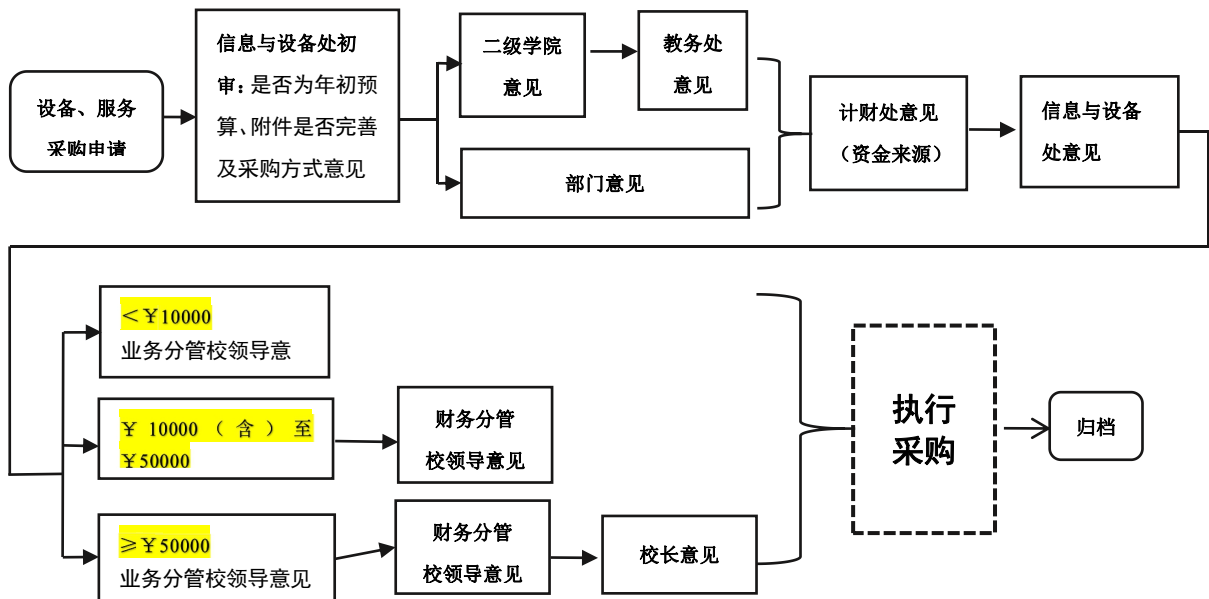 设备、服务
采购申请
信息与设备处初
审：是否为年初预
算、附件是否完善
及采购方式意见
二级学院
意见
教务处
意见
部门意见
计财处意见
（资金来源）
信息与设备
处意见
＜￥10000
业务分管校领导意
￥ 10000 （ 含 ） 至
￥50000
财务分管
校领导意见
≥￥50000
业务分管校领导意见
财务分管
校领导意见
校长意见
执行
采购
归档